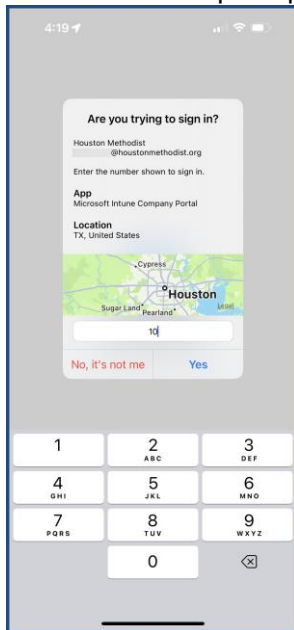 4:19
Are you trying to sign in?
Houston Methodist
@houstonmethodist.org
Enter the number shown to sign in.
App
Microsoft Intune Company Portal
Location
TX, United States
Cypress
Houston
Sugar Land
Pearland
Legal
10
No, it's not me
Yes
1
2
ABC
3
DEF
4
GHI
5
JKL
6
MNO
7
PQRS
8
TUV
9
WXYZ
0